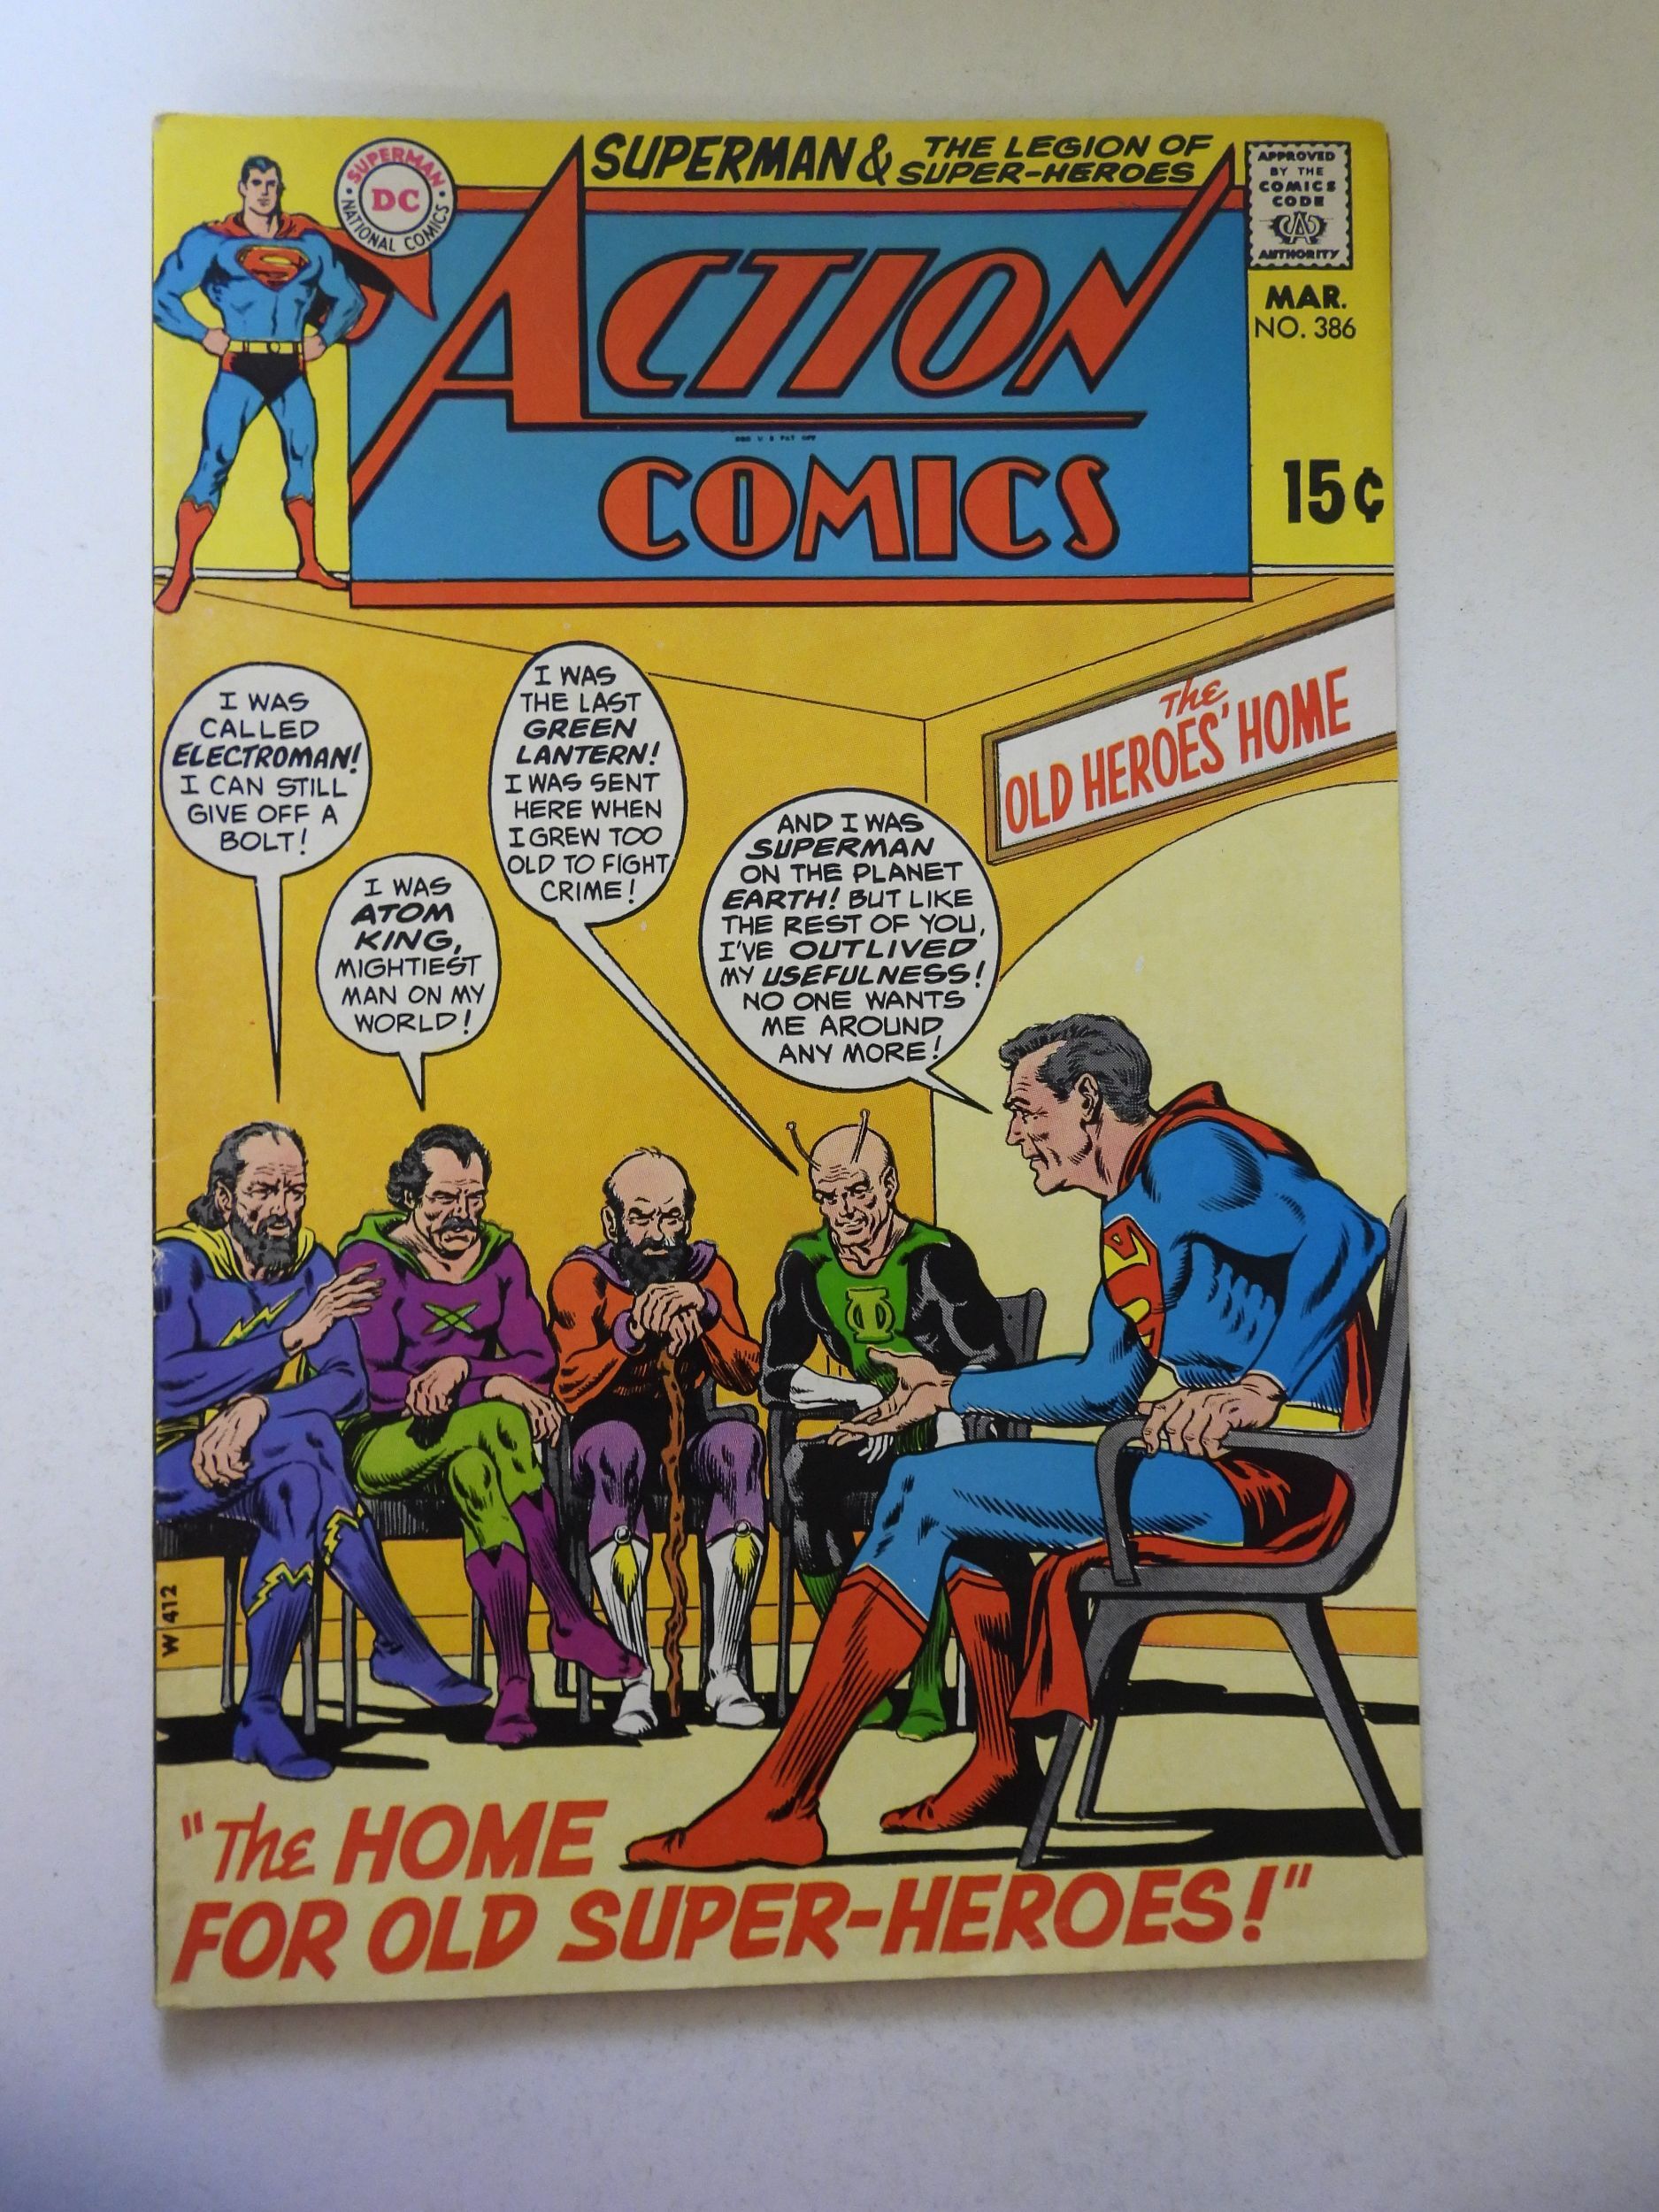 SUPERMAN & THE LEGION OF
SUPER-HEROES
SUPERMAN
DC
NATIONAL COMICS
APPROVED
BY THE
COMICS
CODE
CA
AUTHORITY
ACTION
COMICS
REG U S PAT OFF
MAR.
NO. 386
15¢
The
OLD HEROES' HOME
I WAS
CALLED
ELECTROMAN!
I CAN STILL
GIVE OFF A
BOLT!
I WAS
ATOM
KING,
MIGHTIEST
MAN ON MY
WORLD!
I WAS
THE LAST
GREEN
LANTERN!
I WAS SENT
HERE WHEN
I GREW TOO
OLD TO FIGHT
CRIME!
AND I WAS
SUPERMAN
ON THE PLANET
EARTH! BUT LIKE
THE REST OF YOU,
I'VE OUTLIVED
MY USEFULNESS!
NO ONE WANTS
ME AROUND
ANY MORE!
W 412
"The HOME
FOR OLD SUPER-HEROES!"